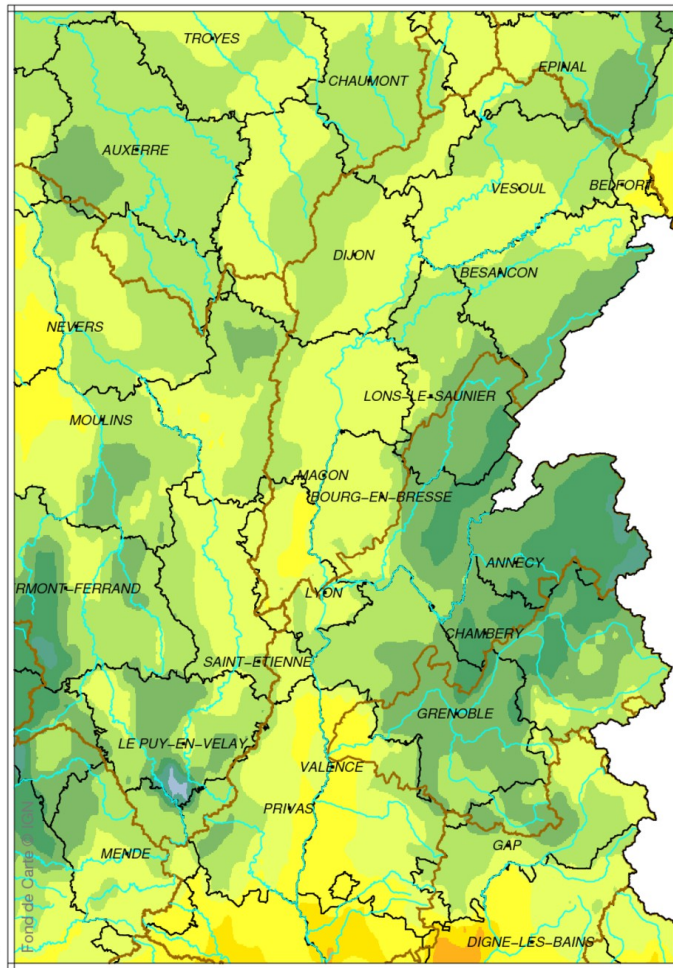 TROYES
CHAUMONT
EPINAL
AUXERRE
VESOUL
BELFORT
DIJON
BESANCON
NEVERS
LONS-LE-SAUNIER
MOULINS
MACON
BOURG-EN-BRESSE
ANNECY
ERMONT-FERRAND
LYON
CHAMBERY
SAINT-ETIENNE
GRENOBLE
LE PUY-EN-VELAY
VALENCE
PRIVAS
GAP
MENDE
DIGNE-LES-BAINS
Fond de Carte © IGN